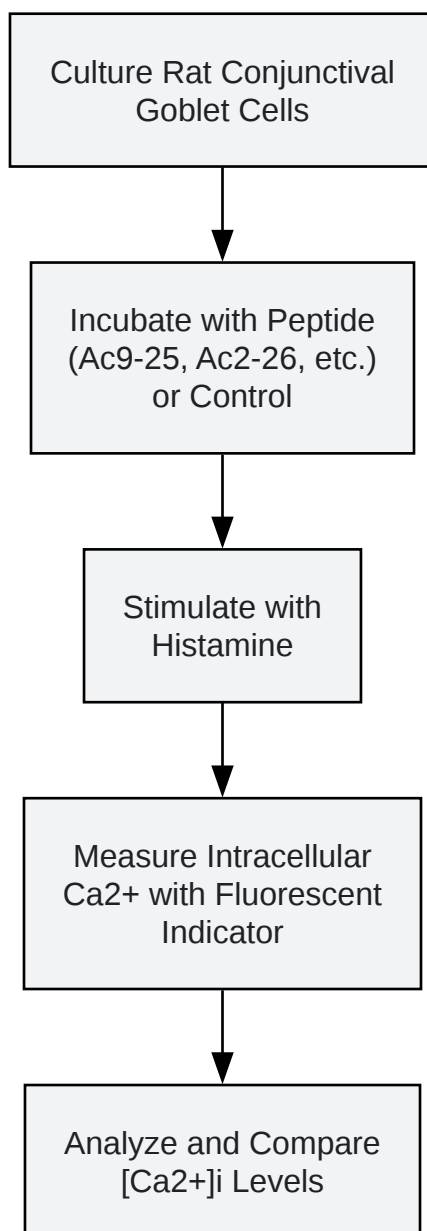 Culture Rat Conjunctival
Goblet Cells
Incubate with Peptide
(Ac9-25, Ac2-26, etc.)
or Control
Stimulate with
Histamine
Measure Intracellular
Ca2+ with Fluorescent
Indicator
Analyze and Compare
[Ca2+]i Levels